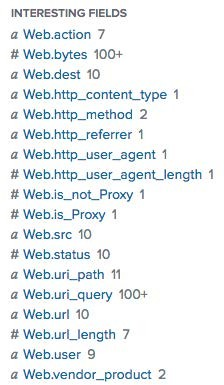 INTERESTING FIELDS
a Web.action 7
# Web.bytes 100+
a Web.dest 10
a Web.http_content_type 1
a Web.http_method 2
a Web.http_referrer 1
a Web.http_user_agent 1
# Web.http_user_agent_length 1
# Web.is_not_Proxy 1
# Web.is_Proxy 1
a Web.src 10
# Web.status 10
a Web.uri_path 11
a Web.uri_query 100+
a Web.url 10
# Web.url_length 7
a Web.user 9
a Web.vendor_product 2